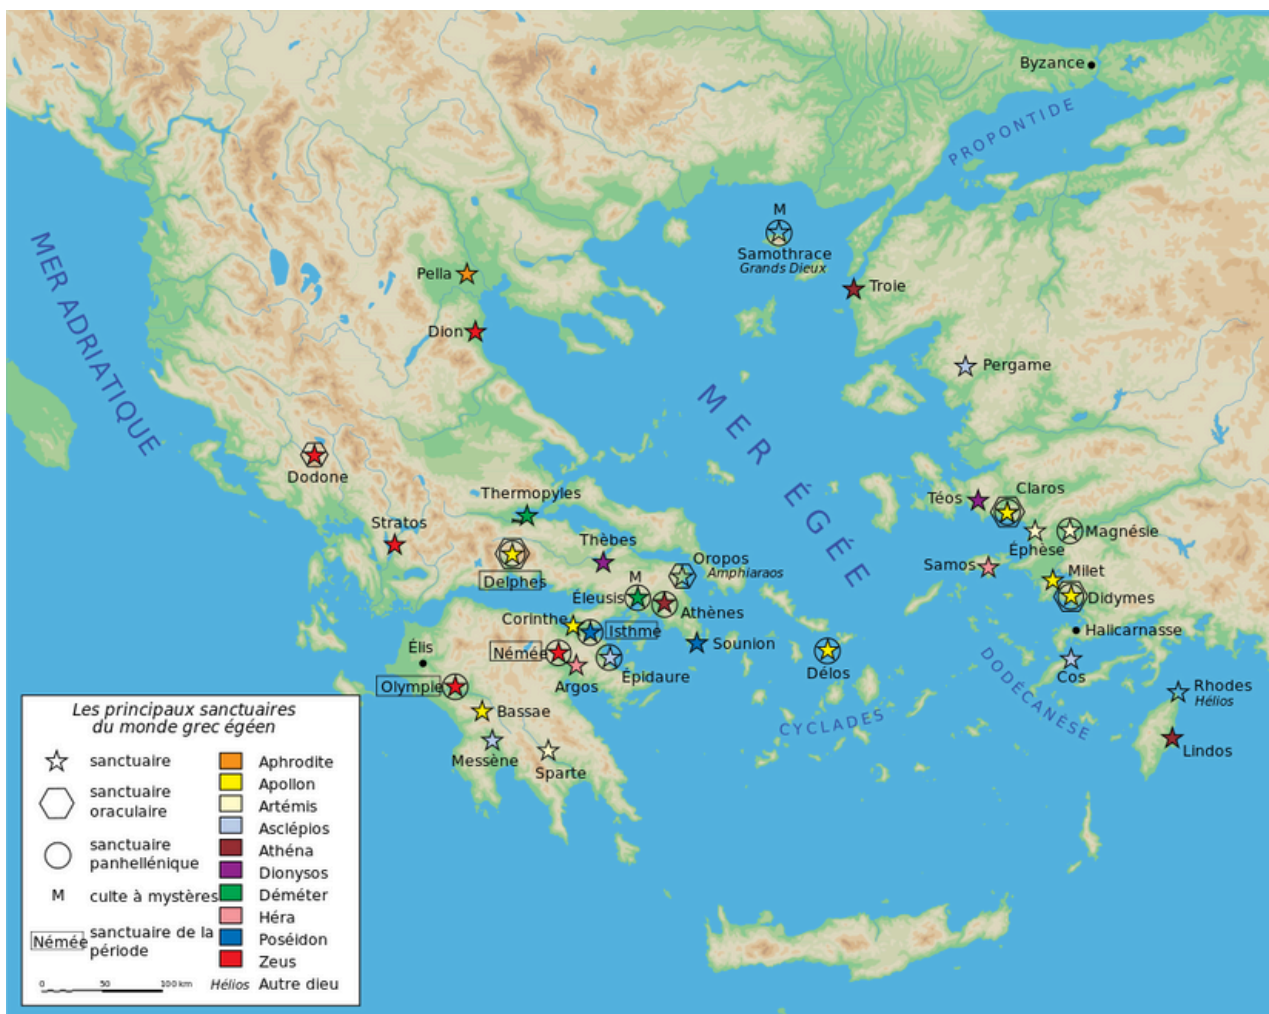 Byzance
PROPONTIDE
M
Samothrace
Grands Dieux
Troie
Pella
Dion
MER ADRIATIQUE
Pergame
MER ÉGÉE
Dodone
Thermopyles
Stratos
Thèbes
Delphes
Oropos
Amphiaraos
M
Éleusis
Athènes
Téos
Claros
Magnésie
Éphèse
Samos
Milet
Didymes
Halicarnasse
Corinthe
Isthme
Sounion
Élis
Némée
Argos
Épidaure
Délos
Olympie
Cos
DODÉCANÈSE
Rhodes
Hélios
Lindos
CYCLADES
Bassae
Messène
Sparte
Les principaux sanctuaires
du monde grec égéen
sanctuaire
sanctuaire
oraculaire
sanctuaire
panhellénique
M culte à mystères
Némée sanctuaire de la
période
0 50 100 km
Aphrodite
Apollon
Artémis
Asclépios
Athéna
Dionysos
Déméter
Héra
Poséidon
Zeus
Hélios Autre dieu